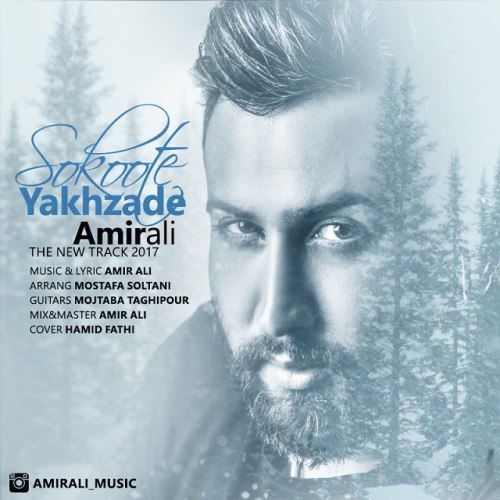 Sokoote
Yakhzade
Amirali
THE NEW TRACK 2017
MUSIC & LYRIC AMIR ALI
ARRANG MOSTAFA SOLTANI
GUITARS MOJTABA TAGHIPOUR
MIX&MASTER AMIR ALI
COVER HAMID FATHI
AMIRALI_MUSIC